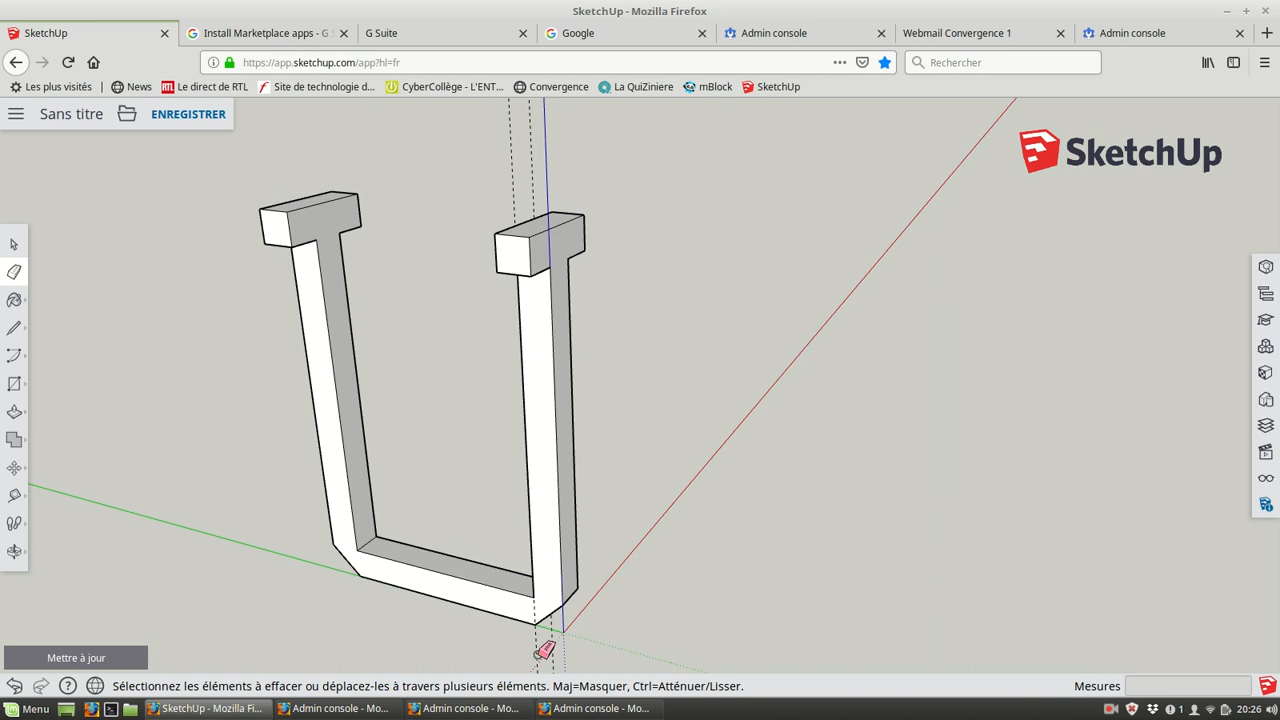 SketchUp - Mozilla Firefox
SketchUp
Install Marketplace apps - G S
G Suite
Google
Admin console
Webmail Convergence 1
Admin console
https://app.sketchup.com/app?hl=fr
Rechercher
Les plus visités
News
RTL
Le direct de RTL
Site de technologie d...
CyberCollège - L'ENT...
Convergence
La QuiZiniere
mBlock
SketchUp
Sans titre
ENREGISTRER
SketchUp
Mettre à jour
Sélectionnez les éléments à effacer ou déplacez-les à travers plusieurs éléments. Maj=Masquer, Ctrl=Atténuer/Lisser.
Mesures
Menu
SketchUp - Mozilla Fi...
Admin console - Mo...
Admin console - Mo...
Admin console - Mo...
1
20:26